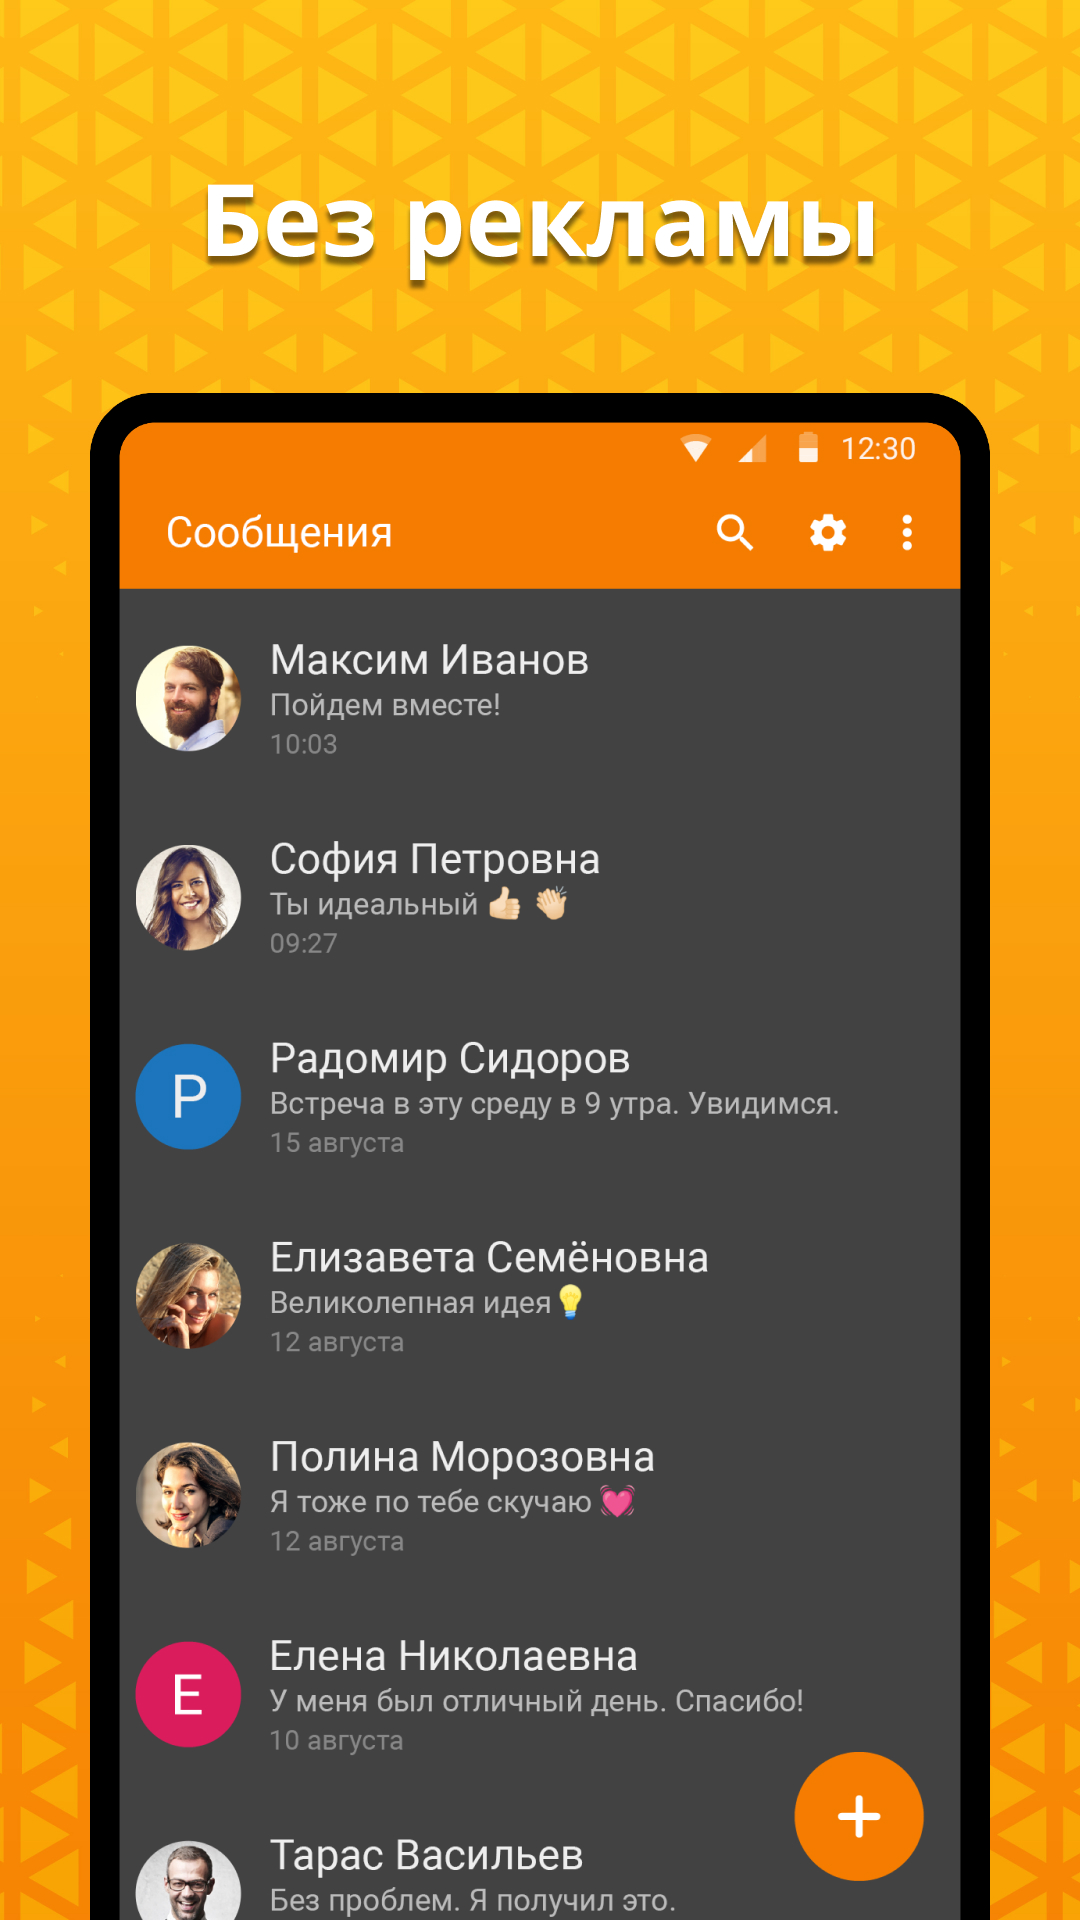 Без рекламы
12:30
Сообщения
Максим Иванов
Пойдем вместе!
10:03
София Петровна
Ты идеальный 👍🏻 👏🏻
09:27
Р
Радомир Сидоров
Встреча в эту среду в 9 утра. Увидимся.
15 августа
Елизавета Семёновна
Великолепная идея💡
12 августа
Полина Морозовна
Я тоже по тебе скучаю 💓
12 августа
Е
Елена Николаевна
У меня был отличный день. Спасибо!
10 августа
Тарас Васильев
Без проблем. Я получил это.